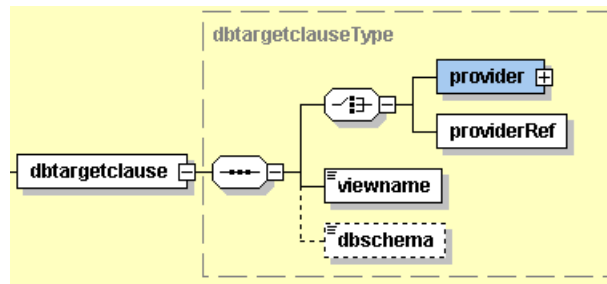 dbtargetclauseType
provider
providerRef
dbtargetclause
viewname
dbschema